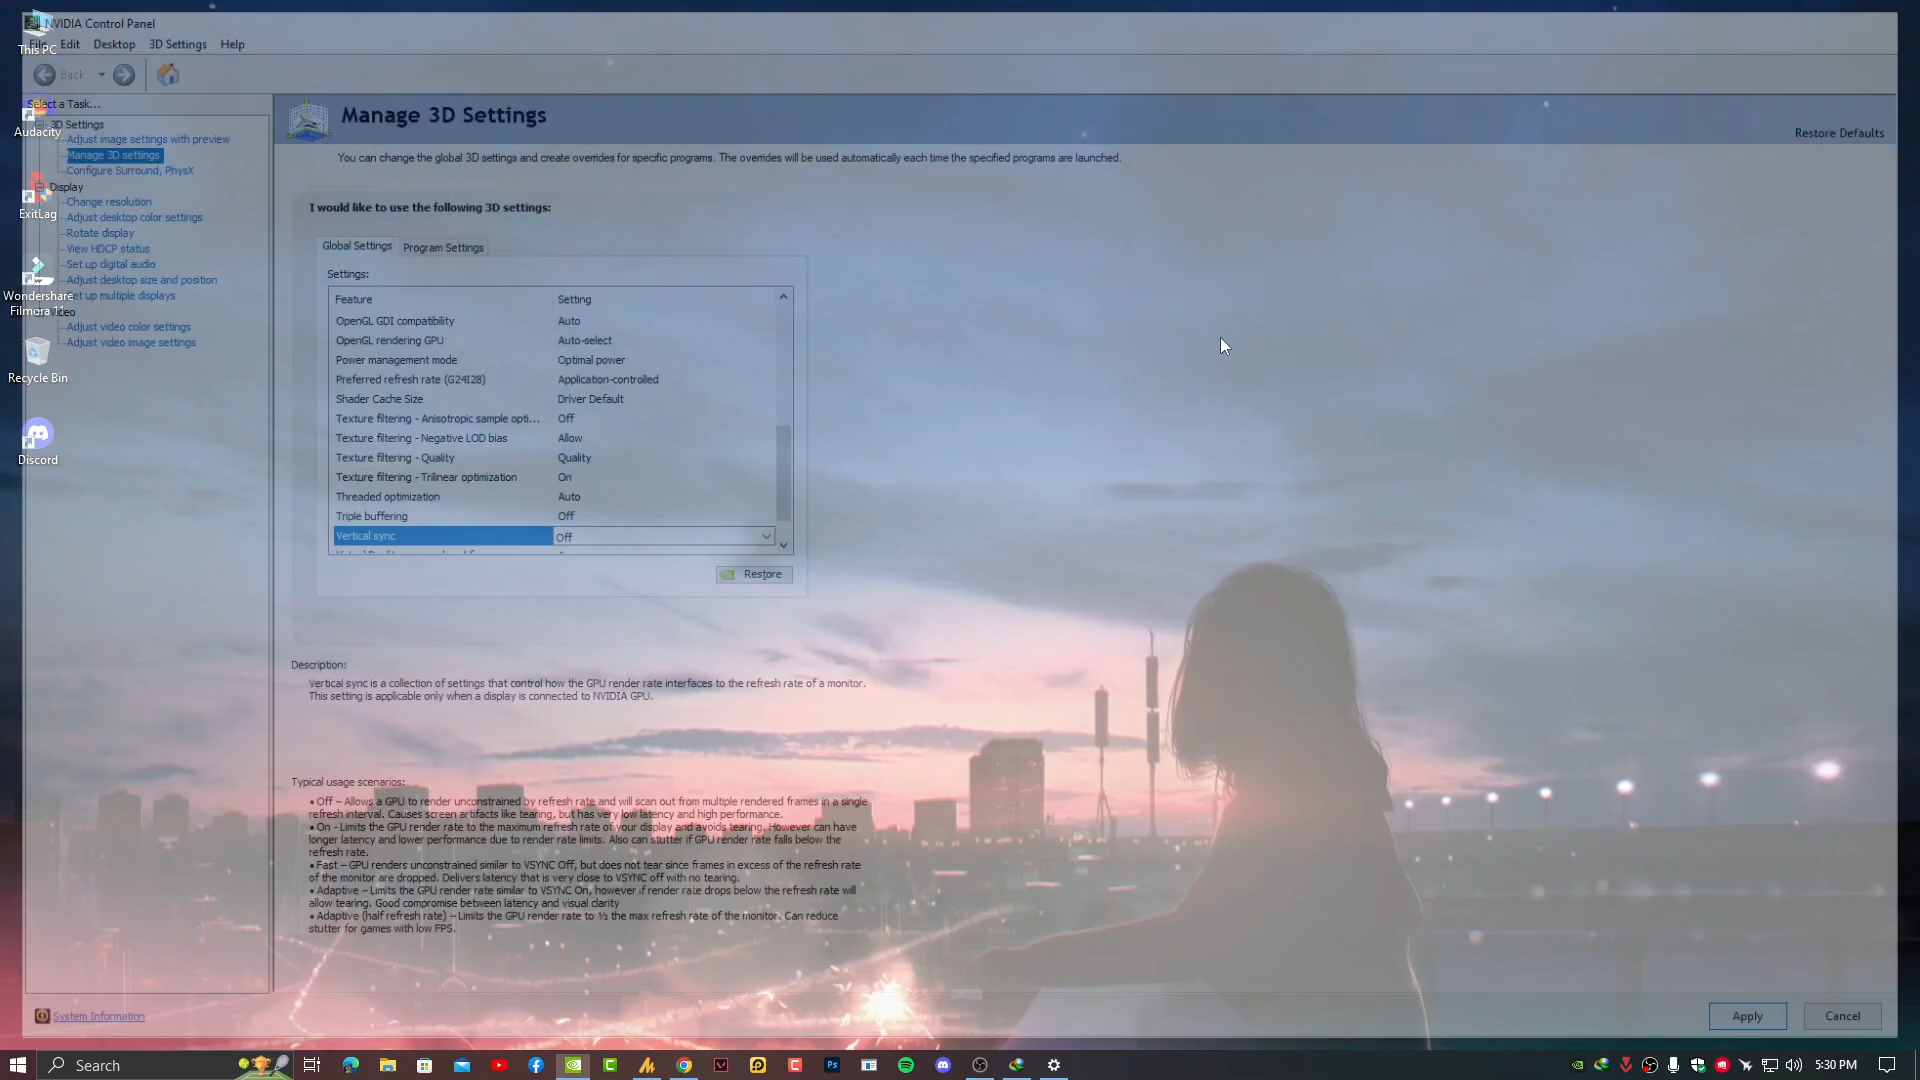 NVIDIA Control Panel
File Edit Desktop 3D Settings Help
Back
Select a Task...
3D Settings
Adjust image settings with preview
Manage 3D settings
Configure Surround, PhysX
Display
Change resolution
Adjust desktop color settings
Rotate display
View HDCP status
Set up digital audio
Adjust desktop size and position
Set up multiple displays
Video
Adjust video color settings
Adjust video image settings
System Information
This PC
Audacity
ExitLag
Wondershare
Filmora 11
Recycle Bin
Discord
Manage 3D Settings
Restore Defaults
You can change the global 3D settings and create overrides for specific programs. The overrides will be used automatically each time the specified programs are launched.
I would like to use the following 3D settings:
Global Settings Program Settings
Settings:
Feature Setting
OpenGL GDI compatibility Auto
OpenGL rendering GPU Auto-select
Power management mode Optimal power
Preferred refresh rate (G24I28) Application-controlled
Shader Cache Size Driver Default
Texture filtering - Anisotropic sample opti... Off
Texture filtering - Negative LOD bias Allow
Texture filtering - Quality Quality
Texture filtering - Trilinear optimization On
Threaded optimization Auto
Triple buffering Off
Vertical sync Off
Restore
Description:
Vertical sync is a collection of settings that control how the GPU render rate interfaces to the refresh rate of a monitor.
This setting is applicable only when a display is connected to NVIDIA GPU.
Typical usage scenarios:
• Off – Allows a GPU to render unconstrained by refresh rate and will scan out from multiple rendered frames in a single
refresh interval. Causes screen artifacts like tearing, but has very low latency and high performance.
• On - Limits the GPU render rate to the maximum refresh rate of your display and avoids tearing. However can have
longer latency and lower performance due to render rate limits. Also can stutter if GPU render rate falls below the
refresh rate.
• Fast – GPU renders unconstrained similar to VSYNC Off, but does not tear since frames in excess of the refresh rate
of the monitor are dropped. Delivers latency that is very close to VSYNC off with no tearing.
• Adaptive – Limits the GPU render rate similar to VSYNC On, however if render rate drops below the refresh rate will
allow tearing. Good compromise between latency and visual clarity
• Adaptive (half refresh rate) – Limits the GPU render rate to ½ the max refresh rate of the monitor. Can reduce
stutter for games with low FPS.
Apply Cancel
Search
Ps
5:30 PM